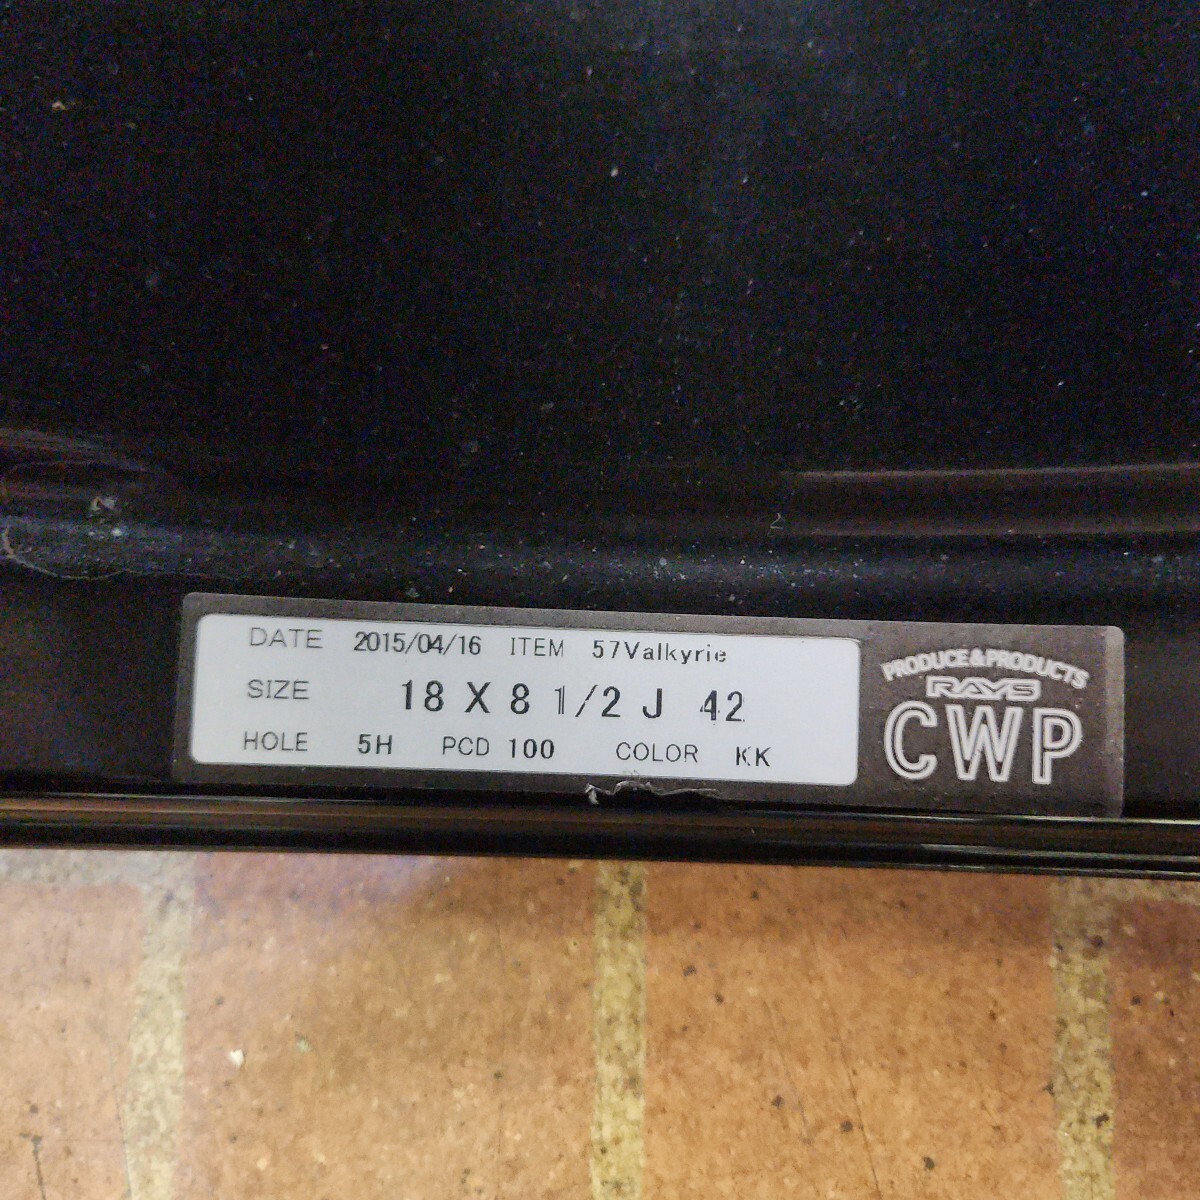 DATE 2015/04/16 ITEM 57Valkyrie
SIZE 18 X 8 1/2 J 42
HOLE 5H PCD 100 COLOR KK
PRODUCE&PRODUCTS
RAYS
CWP